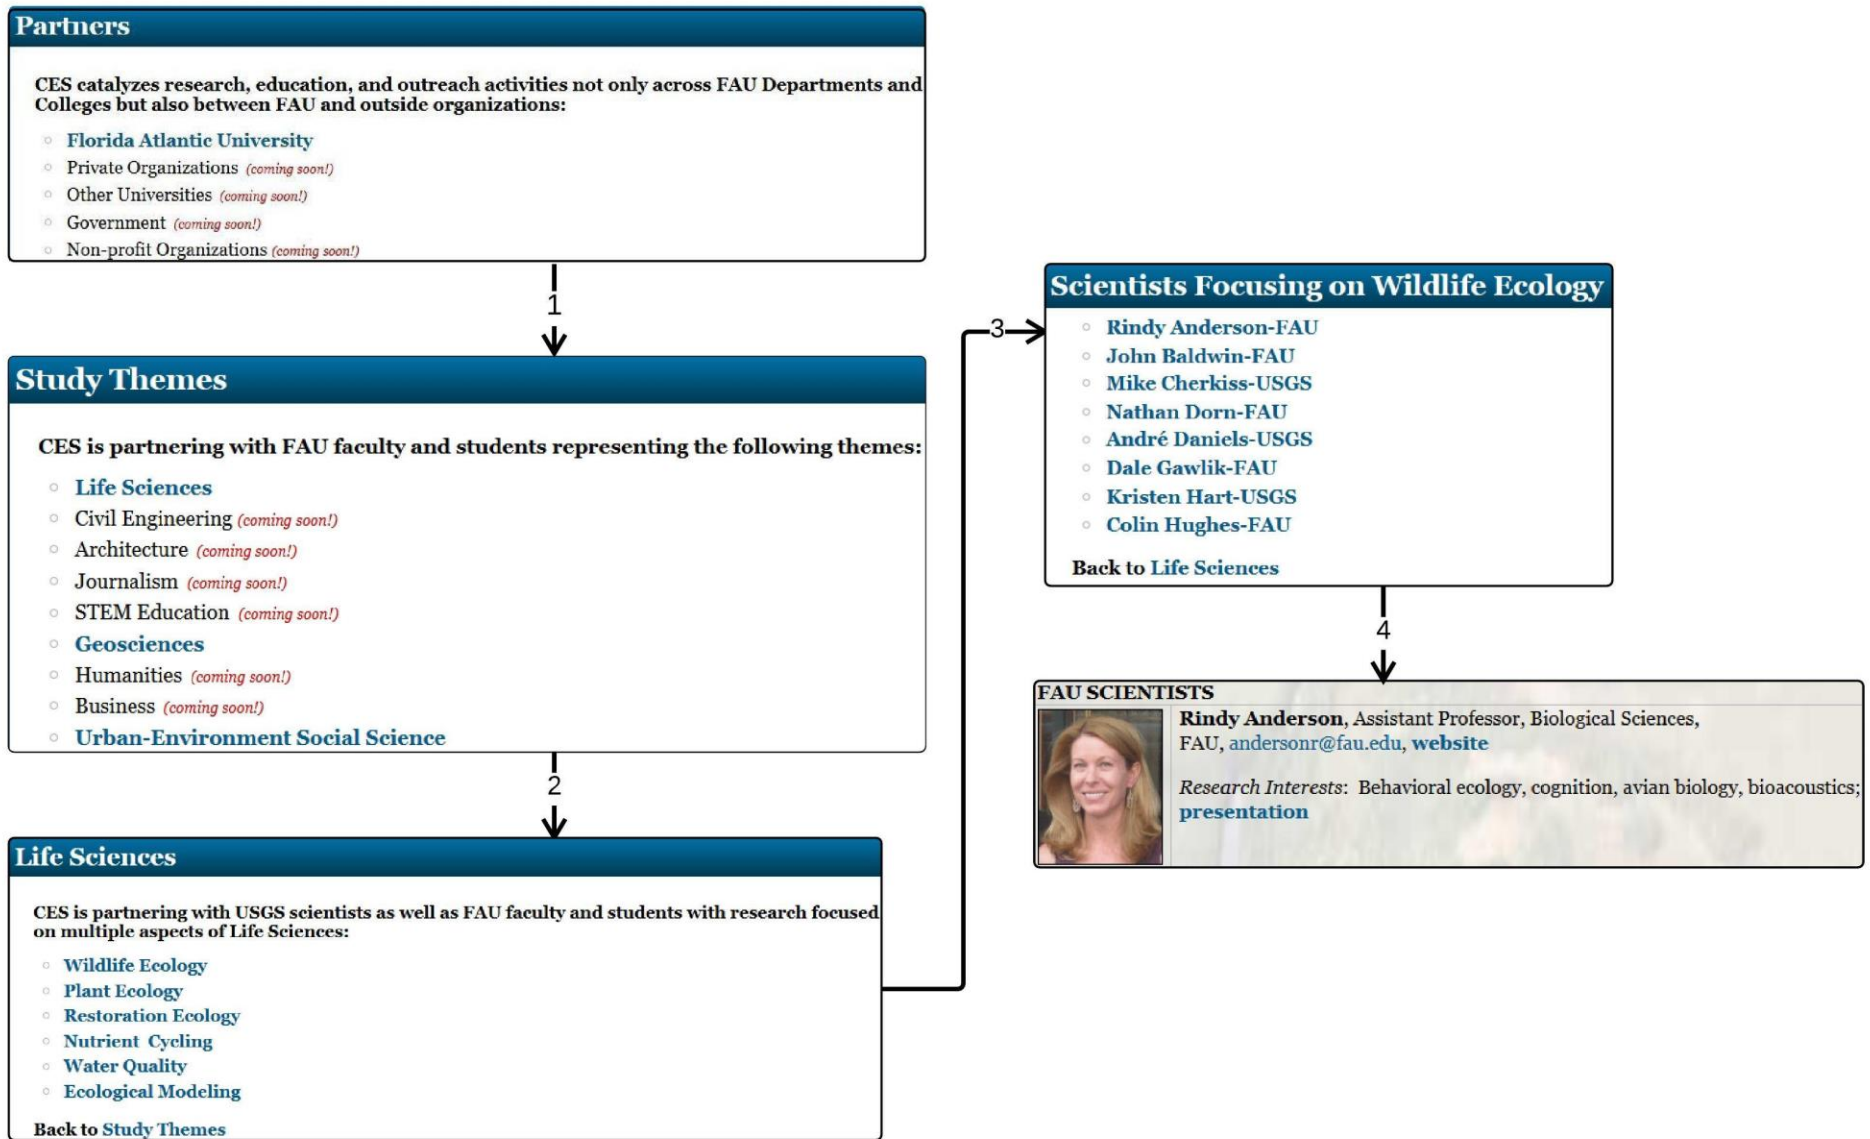 Partners
CES catalyzes research, education, and outreach activities not only across FAU Departments and
Colleges but also between FAU and outside organizations:
Florida Atlantic University
Private Organizations (coming soon!)
Other Universities (coming soon!)
Government (coming soon!)
Non-profit Organizations (coming soon!)
1
Study Themes
CES is partnering with FAU faculty and students representing the following themes:
Life Sciences
Civil Engineering (coming soon!)
Architecture (coming soon!)
Journalism (coming soon!)
STEM Education (coming soon!)
Geosciences
Humanities (coming soon!)
Business (coming soon!)
Urban-Environment Social Science
2
Life Sciences
CES is partnering with USGS scientists as well as FAU faculty and students with research focused
on multiple aspects of Life Sciences:
Wildlife Ecology
Plant Ecology
Restoration Ecology
Nutrient Cycling
Water Quality
Ecological Modeling
Back to Study Themes
3
Scientists Focusing on Wildlife Ecology
Rindy Anderson-FAU
John Baldwin-FAU
Mike Cherkiss-USGS
Nathan Dorn-FAU
André Daniels-USGS
Dale Gawlik-FAU
Kristen Hart-USGS
Colin Hughes-FAU
Back to Life Sciences
4
FAU SCIENTISTS
Rindy Anderson, Assistant Professor, Biological Sciences,
FAU, andersonr@fau.edu, website
Research Interests: Behavioral ecology, cognition, avian biology, bioacoustics;
presentation